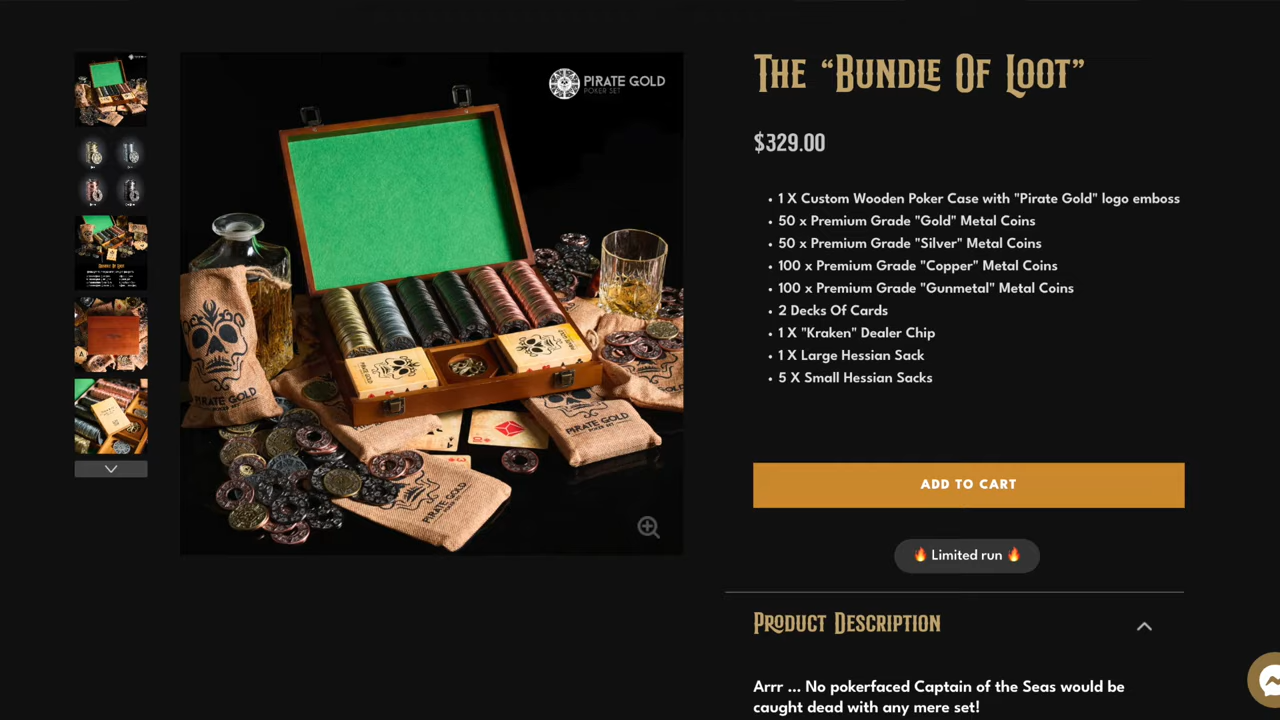 PIRATE GOLD
POKER SET
PIRATE GOLD
PIRATE GOLD
PIRATE GOLD
The “Bundle Of Loot”
$329.00
• 1 X Custom Wooden Poker Case with "Pirate Gold" logo emboss
• 50 x Premium Grade "Gold" Metal Coins
• 50 x Premium Grade "Silver" Metal Coins
• 100 x Premium Grade "Copper" Metal Coins
• 100 x Premium Grade "Gunmetal" Metal Coins
• 2 Decks Of Cards
• 1 X "Kraken" Dealer Chip
• 1 X Large Hessian Sack
• 5 X Small Hessian Sacks
ADD TO CART
🔥 Limited run 🔥
Product Description
Arrr ... No pokerfaced Captain of the Seas would be
caught dead with any mere set!